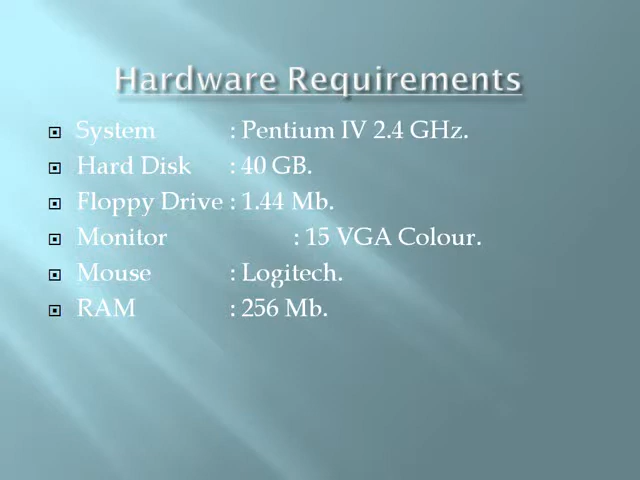 Hardware Requirements
System : Pentium IV 2.4 GHz.
Hard Disk : 40 GB.
Floppy Drive : 1.44 Mb.
Monitor : 15 VGA Colour.
Mouse : Logitech.
RAM : 256 Mb.